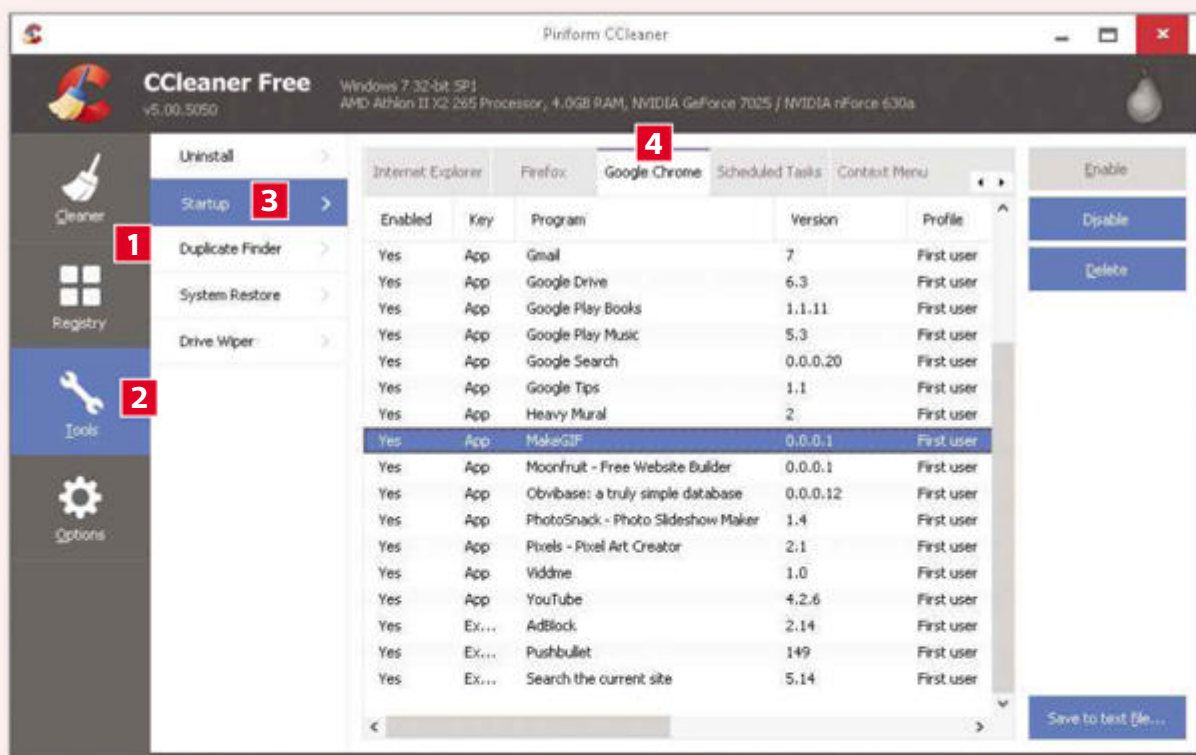 Piriform CCleaner
CCleaner Free
v5.00.5050
Windows 7 32-bit SP1
AMD Athlon II X2 265 Processor, 4.0GB RAM, NVIDIA GeForce 7025 / NVIDIA nForce 630a
Cleaner
1
Registry
Tools
2
Options
Uninstall
Startup
3
Duplicate Finder
System Restore
Drive Wiper
4
Internet Explorer Firefox Google Chrome Scheduled Tasks Context Menu
Enabled Key Program Version Profile
Yes App Gmail 7 First user
Yes App Google Drive 6.3 First user
Yes App Google Play Books 1.1.11 First user
Yes App Google Play Music 5.3 First user
Yes App Google Search 0.0.0.20 First user
Yes App Google Tips 1.1 First user
Yes App Heavy Mural 2 First user
Yes App MakeGIF 0.0.0.1 First user
Yes App Moonfruit - Free Website Builder 0.0.0.1 First user
Yes App Obvibase: a truly simple database 0.0.0.12 First user
Yes App PhotoSnack - Photo Slideshow Maker 1.4 First user
Yes App Pixels - Pixel Art Creator 2.1 First user
Yes App Viddme 1.0 First user
Yes App YouTube 4.2.6 First user
Yes Ex... AdBlock 2.14 First user
Yes Ex... Pushbullet 149 First user
Yes Ex... Search the current site 5.14 First user
Enable
Disable
Delete
Save to text file...